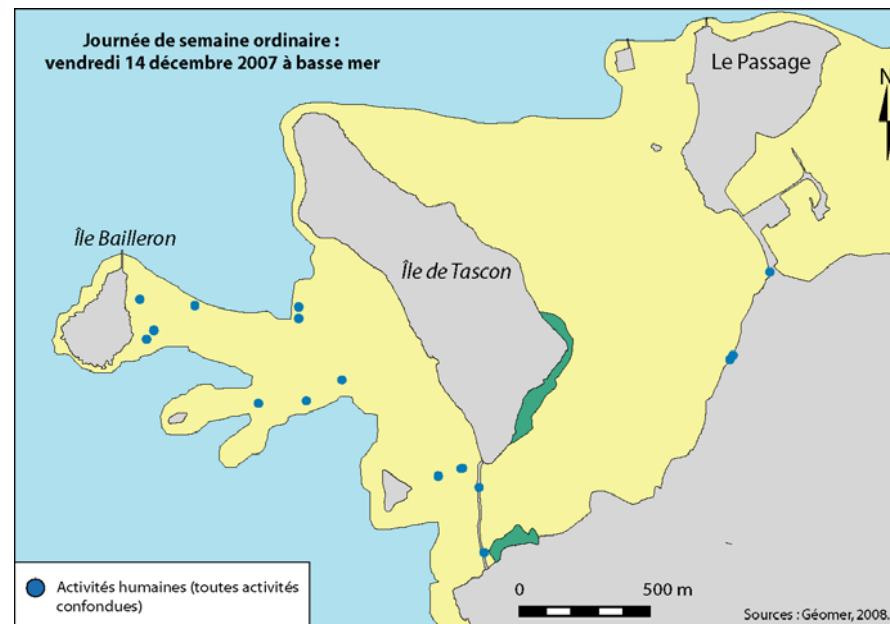 Journée de semaine ordinaire :
vendredi 14 décembre 2007 à basse mer
Le Passage
N
Île Bailleron
Île de Tascon
Activités humaines (toutes activités
confondues)
0 500 m
Sources : Géomer, 2008.